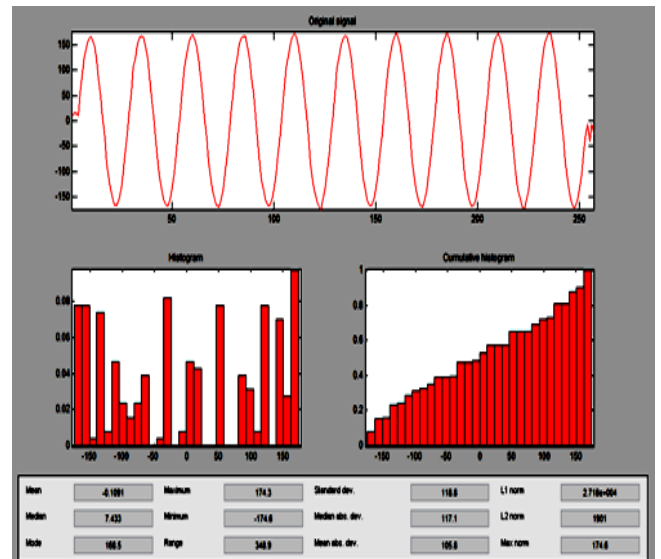 Original signal
150
100
50
0
-50
-100
-150
50 100 150 200 250
Histogram
0.08
0.06
0.04
0.02
0
-150 -100 -50 0 50 100 150
Cumulative histogram
1
0.8
0.6
0.4
0.2
0
-150 -100 -50 0 50 100 150
Mean -0.1091 Maximum 174.3 Standard dev. 118.8 L1 norm 2.718e+004
Median 7.433 Minimum -174.6 Median abs. dev. 117.1 L2 norm 1901
Mode 168.5 Range 348.9 Mean abs. dev. 105.8 Max norm 174.6